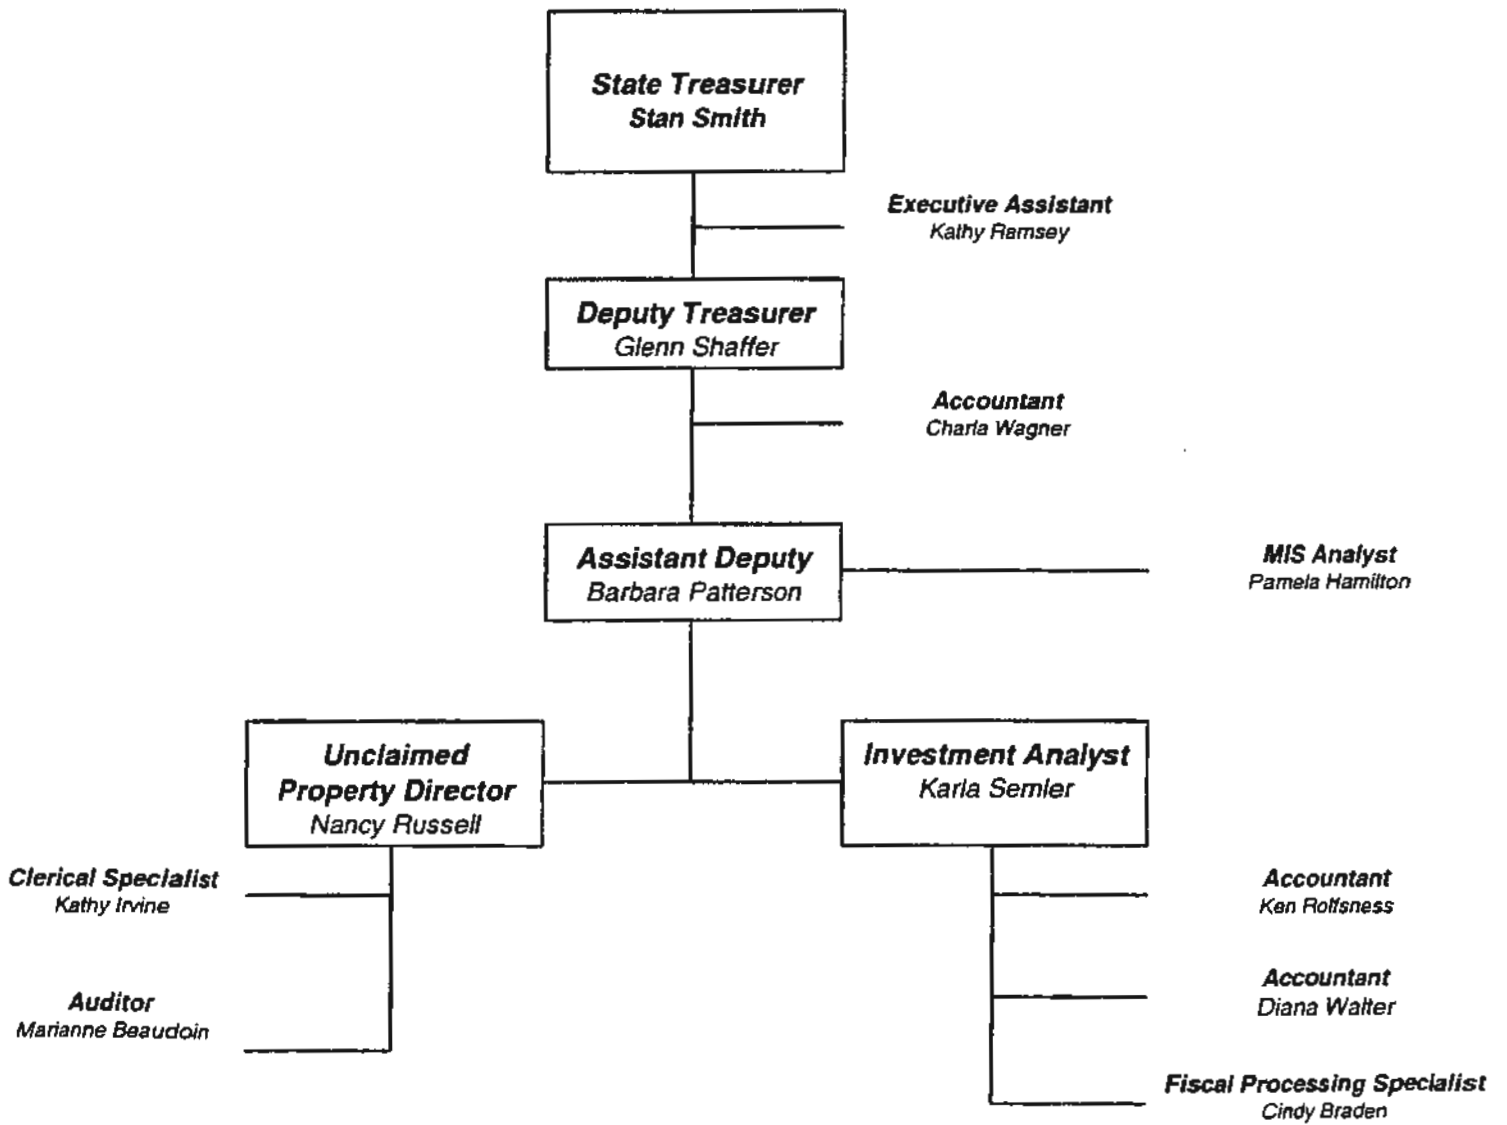 State Treasurer
Stan Smith
Executive Assistant
Kathy Ramsey
Deputy Treasurer
Glenn Shaffer
Accountant
Charla Wagner
Assistant Deputy
Barbara Patterson
MIS Analyst
Pamela Hamilton
Unclaimed
Property Director
Nancy Russell
Investment Analyst
Karla Semler
Clerical Specialist
Kathy Irvine
Auditor
Marianne Beaudoin
Accountant
Ken Rolfsness
Accountant
Diana Walter
Fiscal Processing Specialist
Cindy Braden